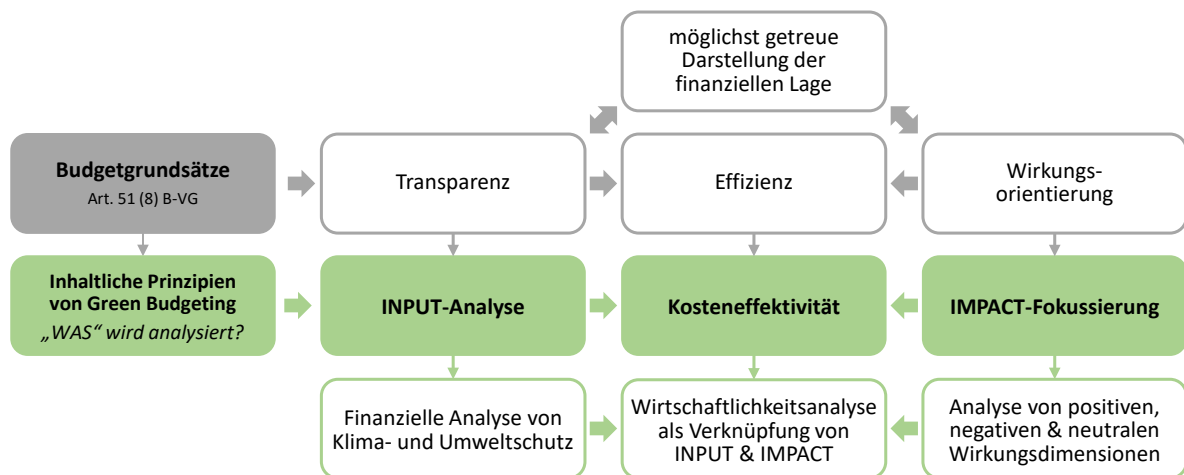 möglichst getreue
Darstellung der
finanziellen Lage
Budgetgrundsätze
Art. 51 (8) B-VG
Transparenz
Effizienz
Wirkungs-
orientierung
Inhaltliche Prinzipien
von Green Budgeting
„WAS“ wird analysiert?
INPUT-Analyse
Kosteneffektivität
IMPACT-Fokussierung
Finanzielle Analyse von
Klima- und Umweltschutz
Wirtschaftlichkeitsanalyse
als Verknüpfung von
INPUT & IMPACT
Analyse von positiven,
negativen & neutralen
Wirkungsdimensionen